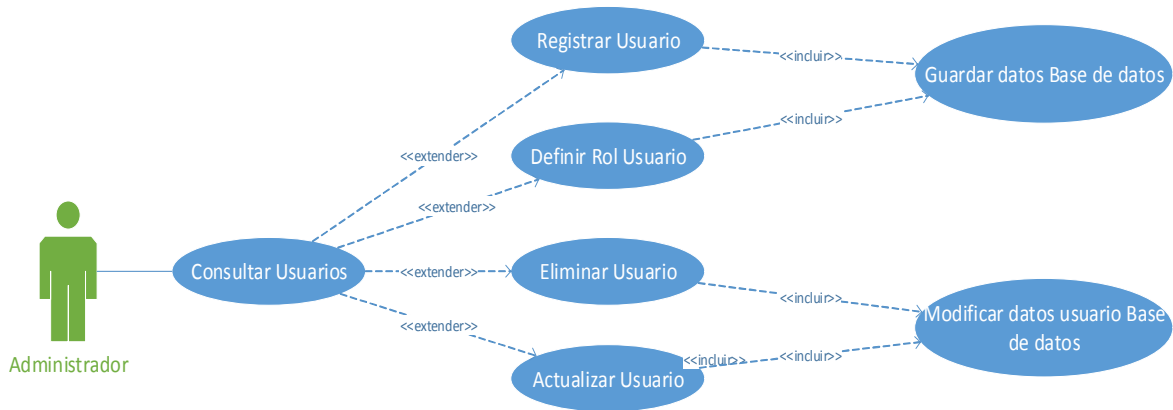 Registrar Usuario
<<incluir>>
Guardar datos Base de datos
<<incluir>>
<<extender>>
Definir Rol Usuario
<<extender>>
Consultar Usuarios
<<extender>>
Eliminar Usuario
<<incluir>>
Modificar datos usuario Base
de datos
<<extender>>
<<incluir>>
<<incluir>>
Actualizar Usuario
Administrador